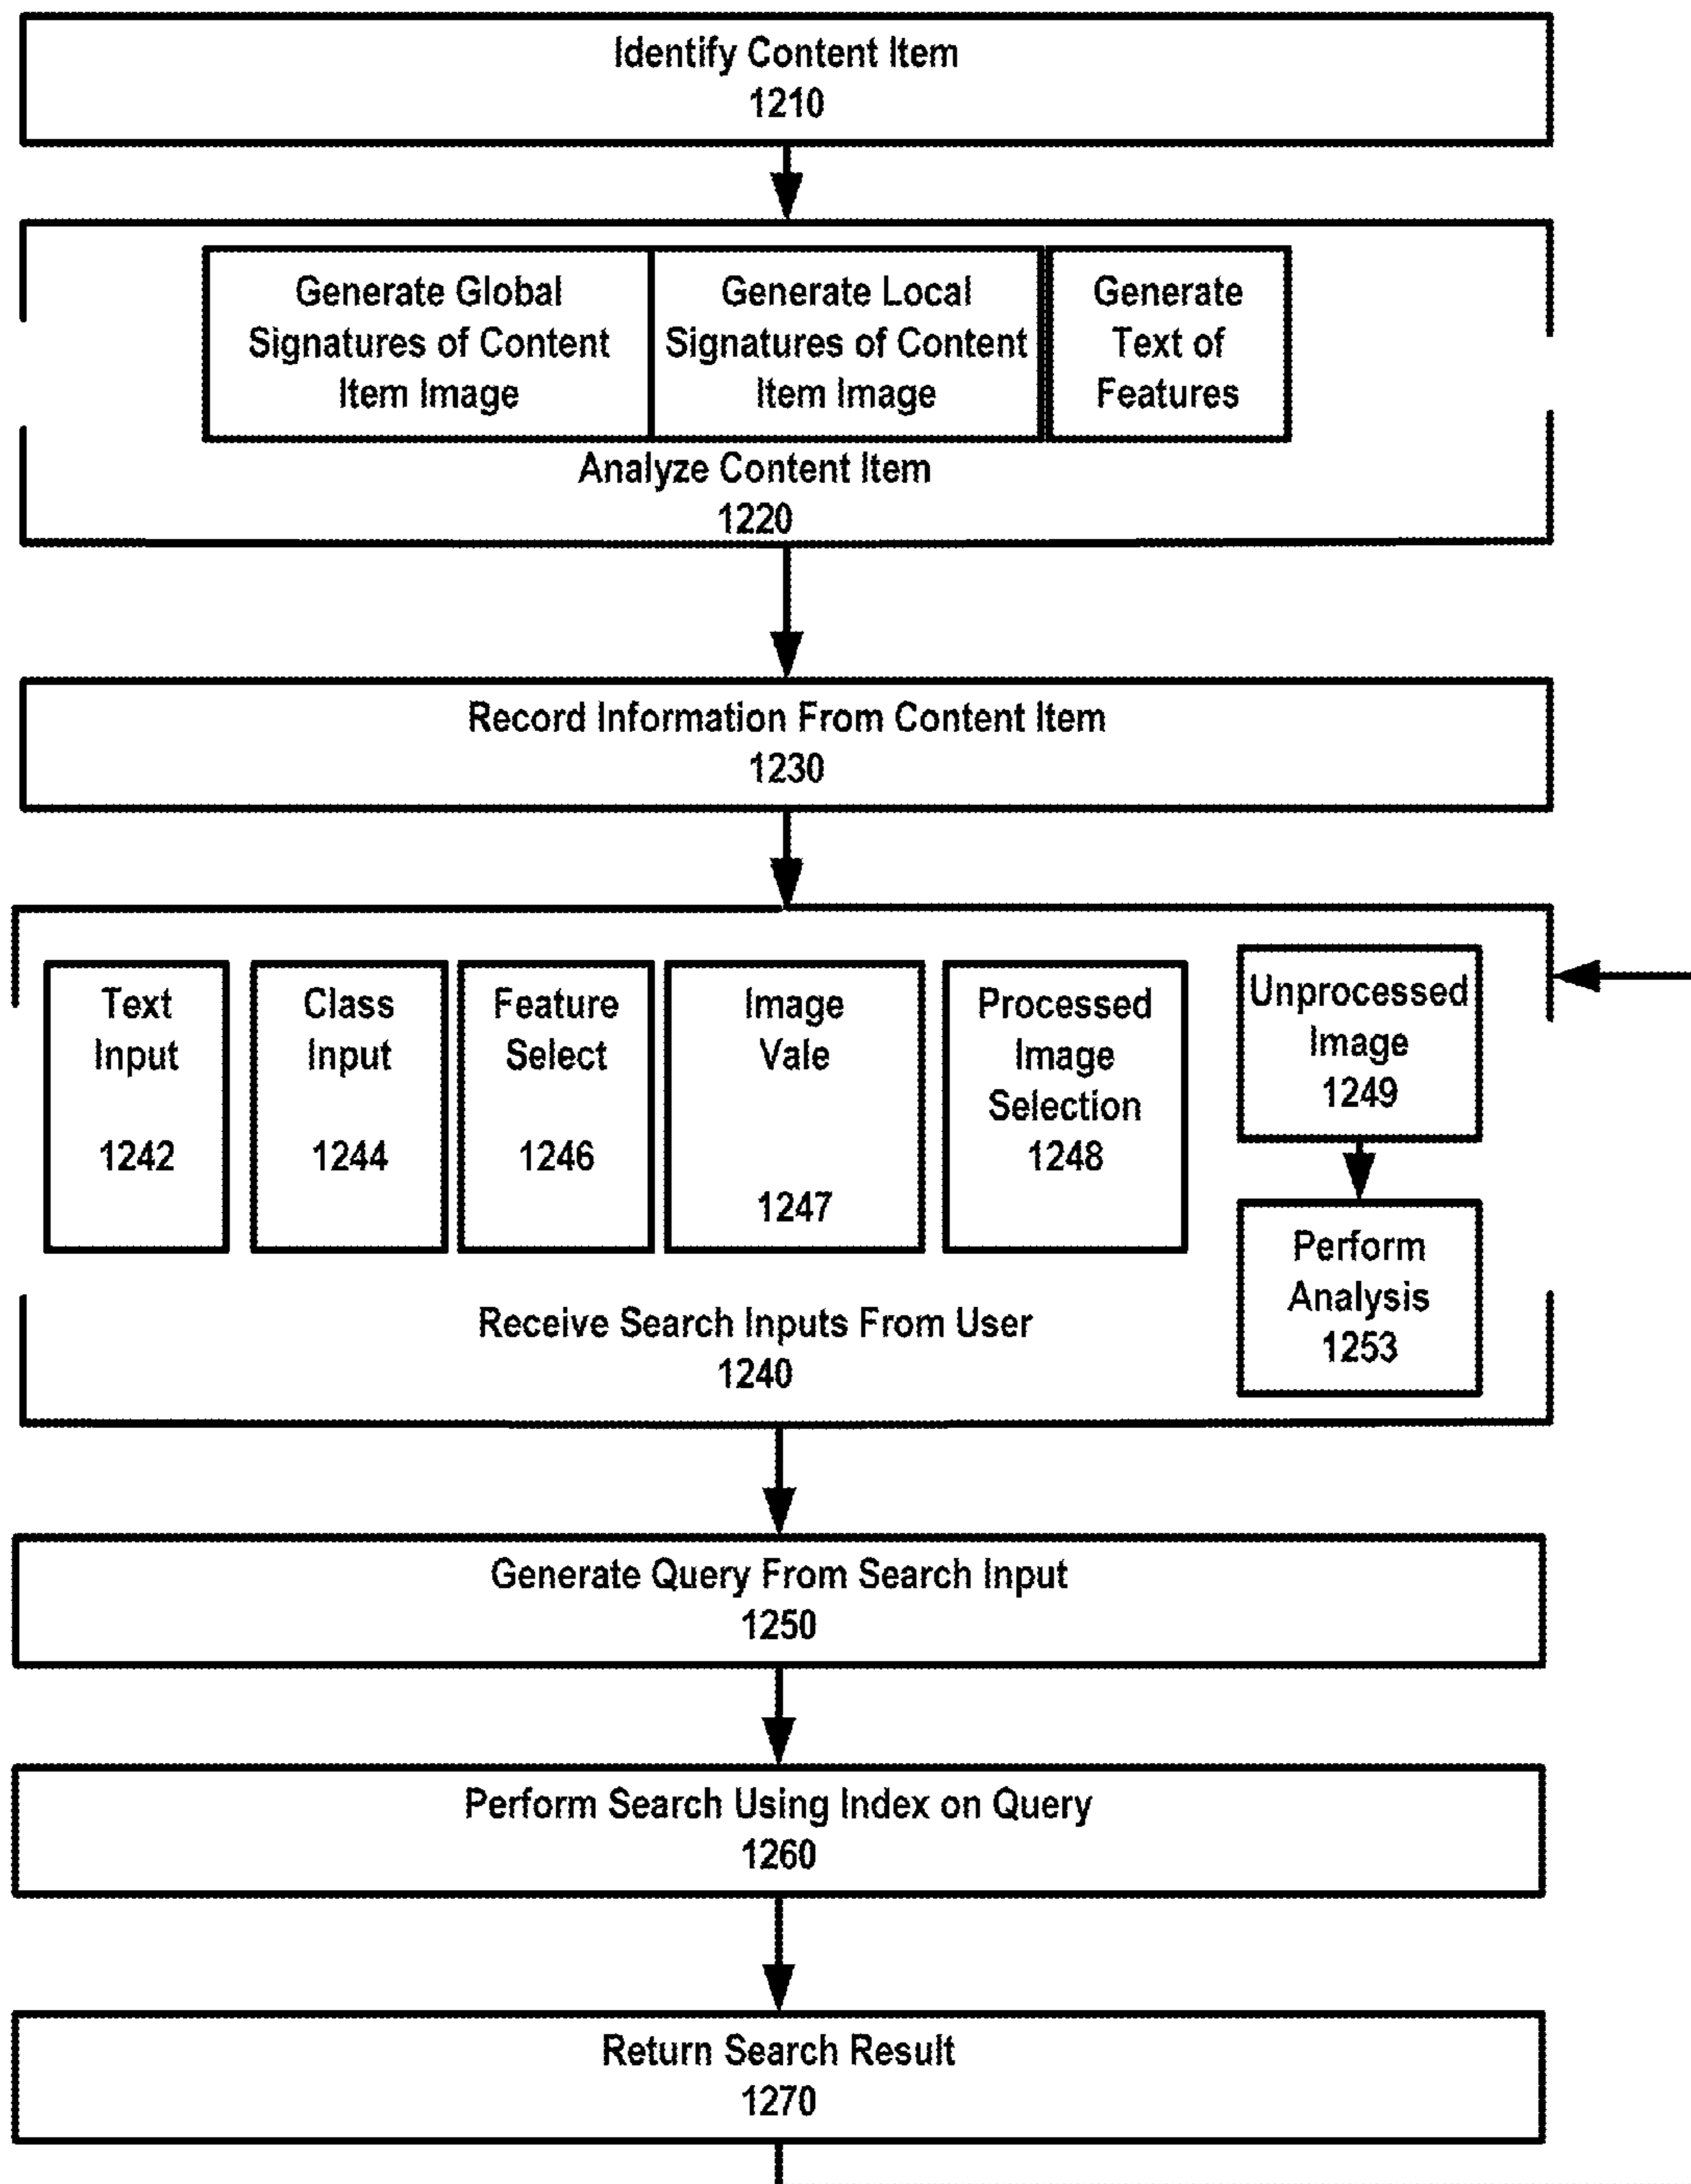 Identify Content Item
1210
Generate Global
Signatures of Content
Item Image
Generate Local
Signatures of Content
Item Image
Generate
Text of
Features
Analyze Content Item
1220
Record Information From Content Item
1230
Text
Input
1242
Class
Input
1244
Feature
Select
1246
Image
Vale
1247
Processed
Image
Selection
1248
Unprocessed
Image
1249
Perform
Analysis
1253
Receive Search Inputs From User
1240
Generate Query From Search Input
1250
Perform Search Using Index on Query
1260
Return Search Result
1270